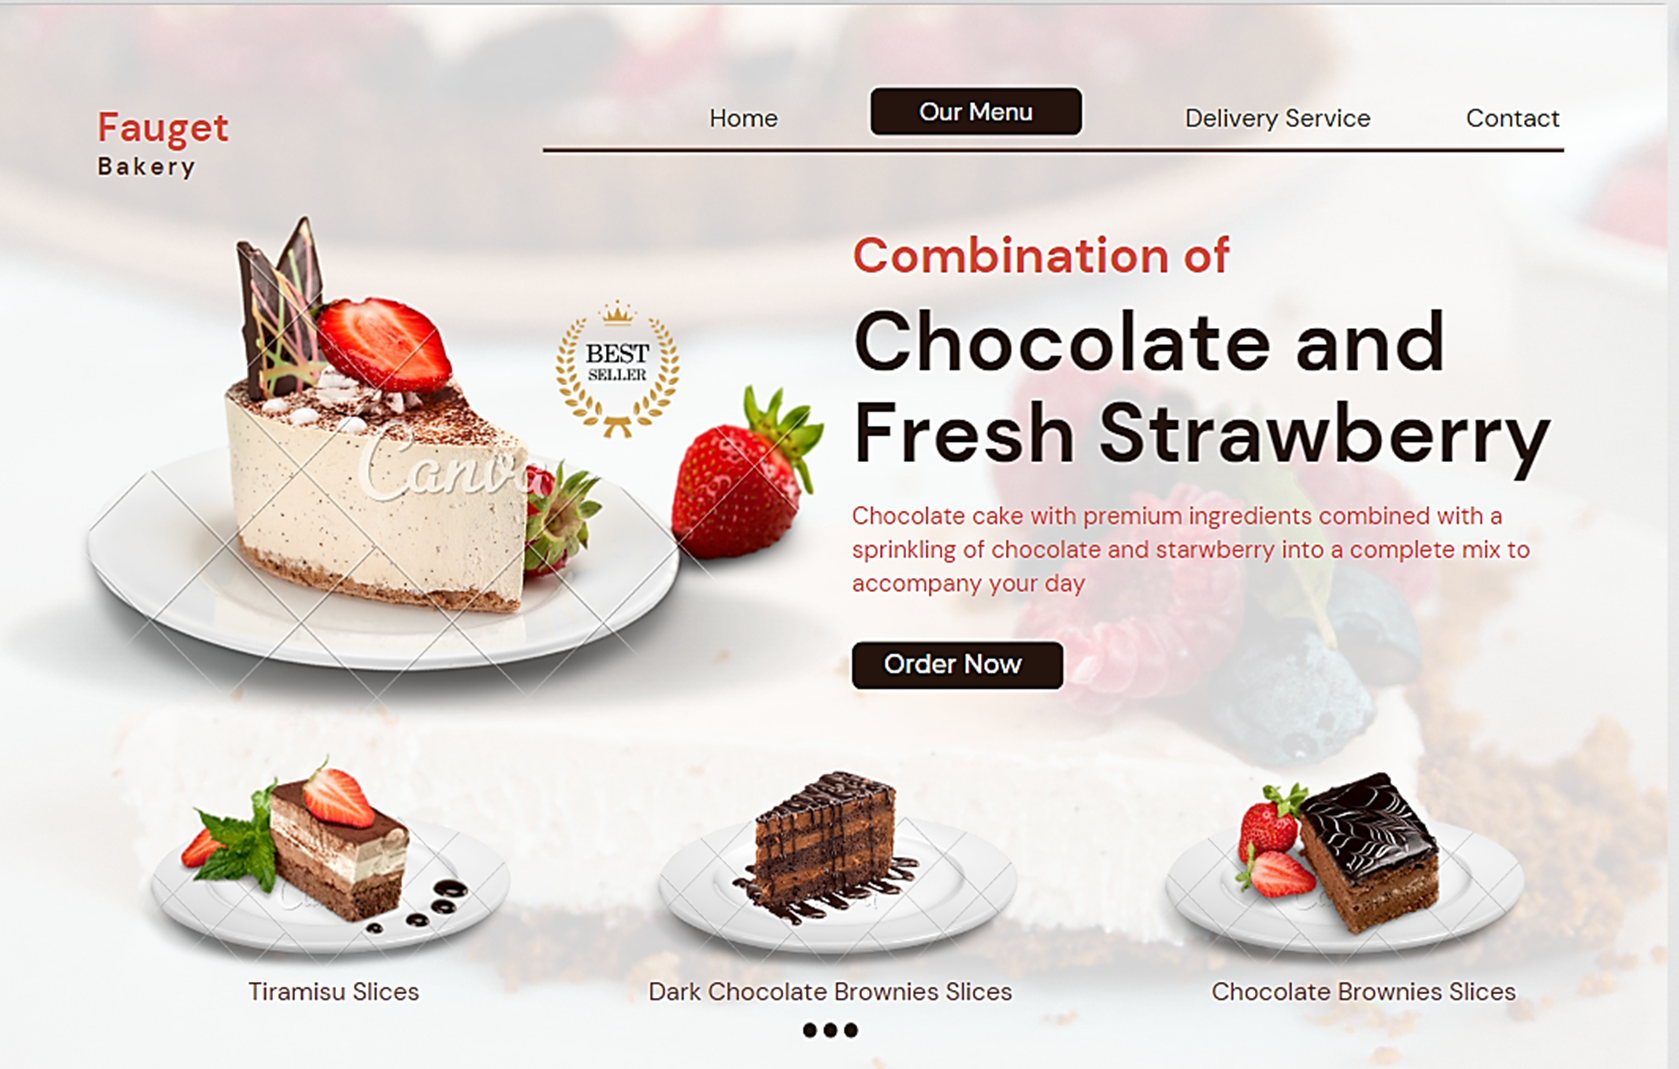 Fauget
Bakery
Home
Our Menu
Delivery Service
Contact
Combination of
Chocolate and
Fresh Strawberry
BEST
SELLER
Canva
Chocolate cake with premium ingredients combined with a
sprinkling of chocolate and starwberry into a complete mix to
accompany your day
Order Now
Tiramisu Slices
Dark Chocolate Brownies Slices
Chocolate Brownies Slices